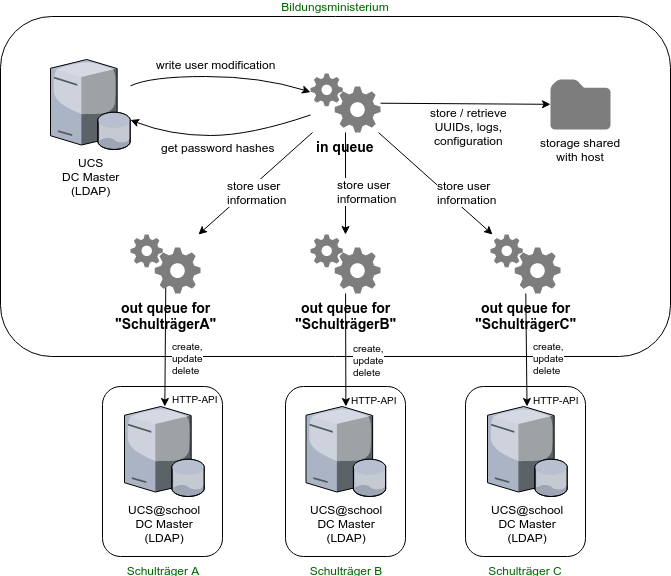 Bildungsministerium
write user modification
get password hashes
UCS
DC Master
(LDAP)
in queue
store / retrieve
UUIDs, logs,
configuration
storage shared
with host
store user
information
store user
information
store user
information
out queue for
"SchulträgerA"
out queue for
"SchulträgerB"
out queue for
"SchulträgerC"
create,
update
delete
create,
update
delete
create,
update
delete
HTTP-API
HTTP-API
HTTP-API
UCS@school
DC Master
(LDAP)
UCS@school
DC Master
(LDAP)
UCS@school
DC Master
(LDAP)
Schulträger A
Schulträger B
Schulträger C